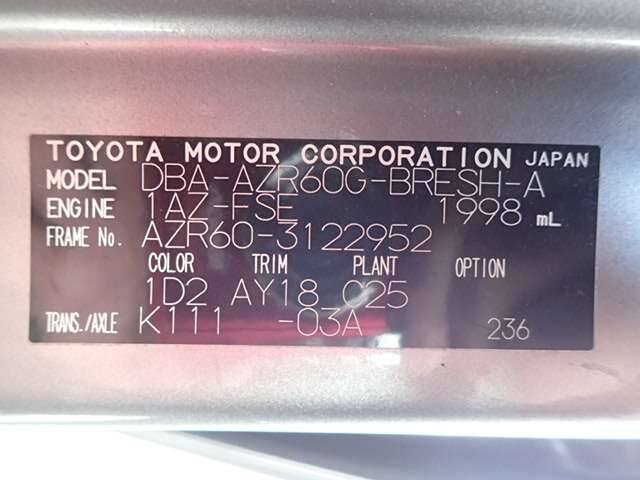 TOYOTA MOTOR CORPORATION JAPAN
MODEL DBA-AZR60G-BRESH-A
ENGINE 1AZ-FSE 1998 mL
FRAME No. AZR60-3122952
COLOR TRIM PLANT OPTION
1D2 AY18 C25
TRANS./AXLE K111 -03A 236